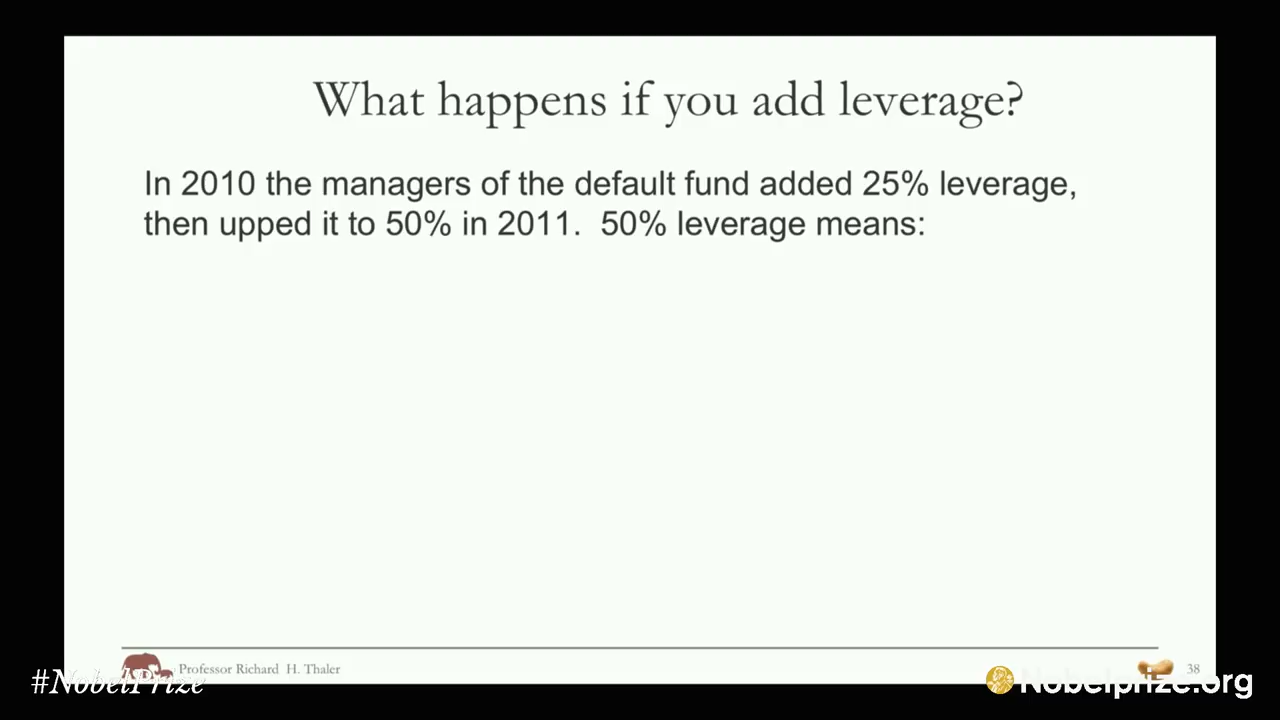 What happens if you add leverage?
In 2010 the managers of the default fund added 25% leverage,
then upped it to 50% in 2011.  50% leverage means:
Professor Richard H. Thaler
38
#NobelPrize
Nobelprize.org